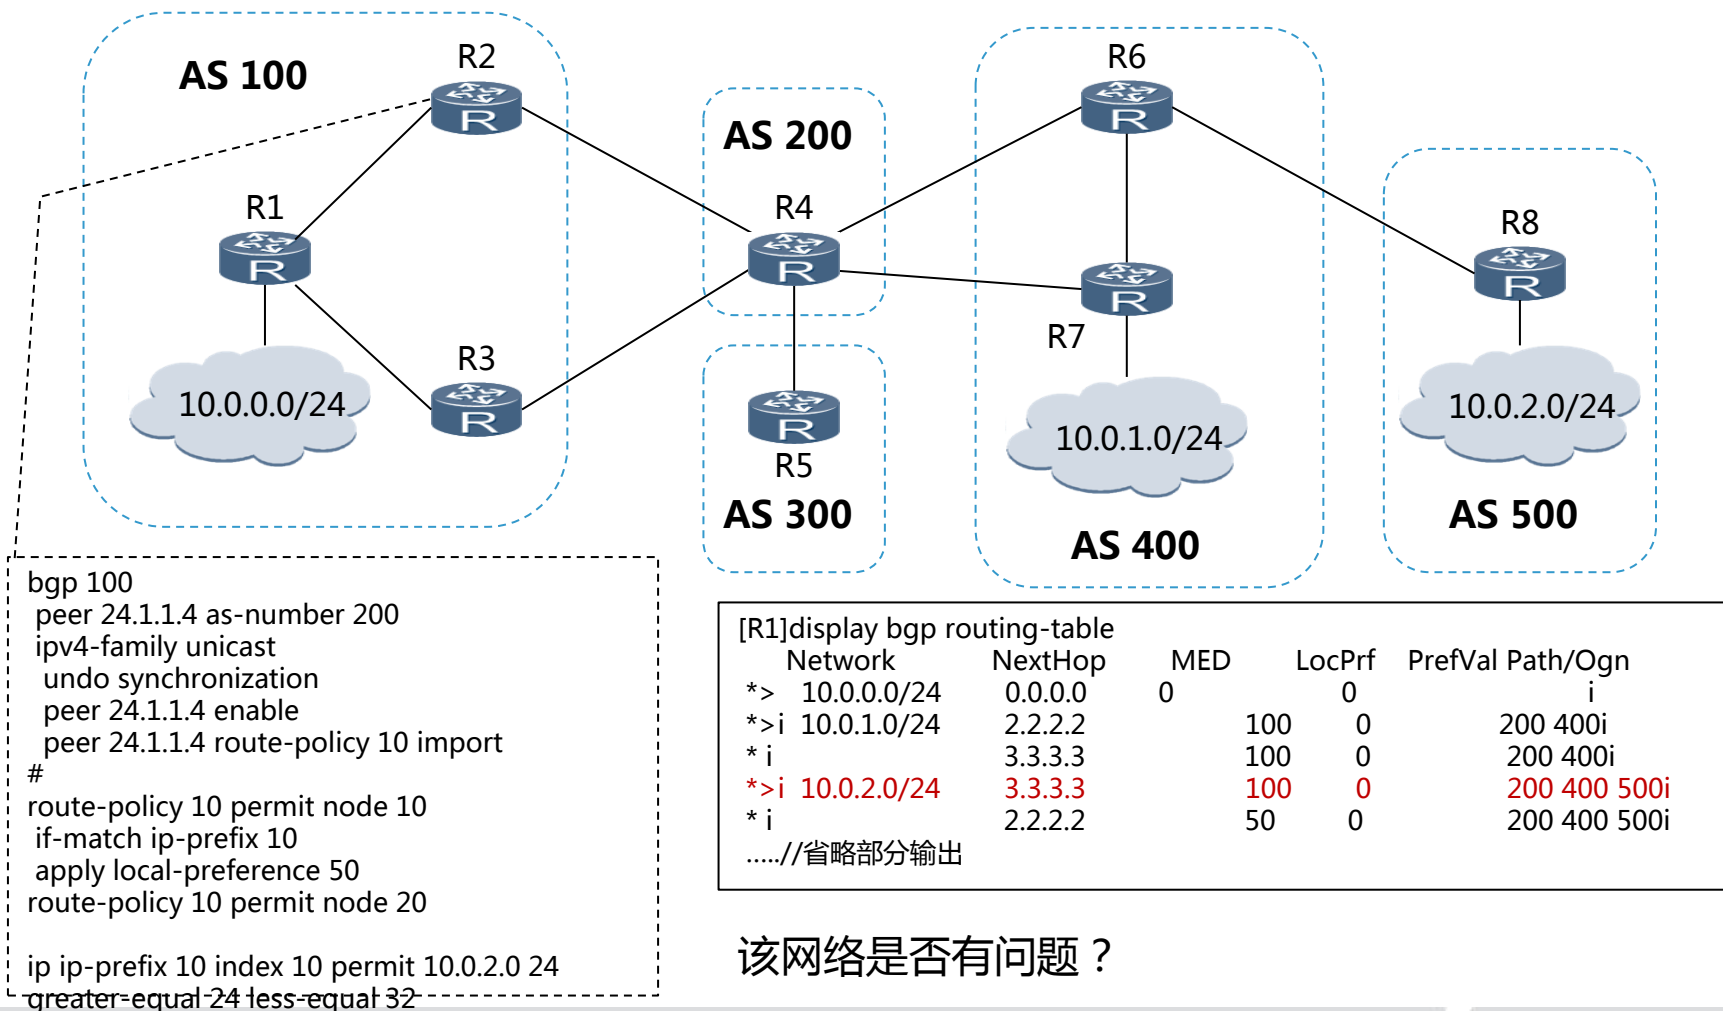 AS 100
R2
R6
AS 200
R1
R4
R8
R3
R7
10.0.0.0/24
10.0.1.0/24
10.0.2.0/24
R5
AS 300
AS 400
AS 500
bgp 100
peer 24.1.1.4 as-number 200
ipv4-family unicast
undo synchronization
peer 24.1.1.4 enable
peer 24.1.1.4 route-policy 10 import
#
route-policy 10 permit node 10
if-match ip-prefix 10
apply local-preference 50
route-policy 10 permit node 20
ip ip-prefix 10 index 10 permit 10.0.2.0 24
greater-equal 24 less-equal 32
[R1]display bgp routing-table
Network NextHop MED LocPrf PrefVal Path/Ogn
*> 10.0.0.0/24 0.0.0.0 0 0 i
*>i 10.0.1.0/24 2.2.2.2 100 0 200 400i
* i 3.3.3.3 100 0 200 400i
*>i 10.0.2.0/24 3.3.3.3 100 0 200 400 500i
* i 2.2.2.2 50 0 200 400 500i
.....//省略部分输出
该网络是否有问题？